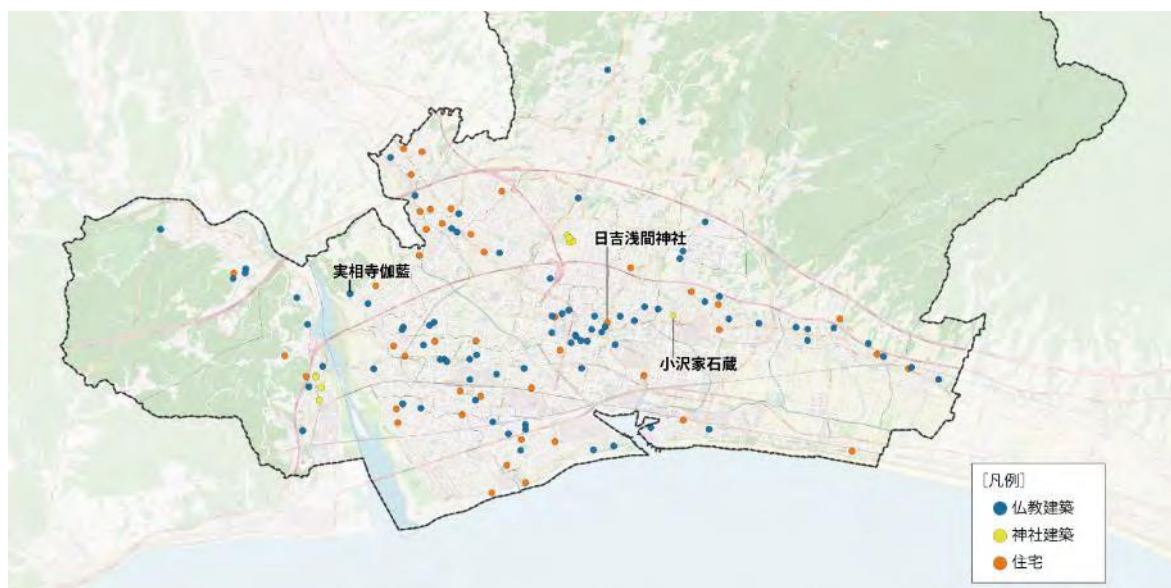 日吉浅間神社
実相寺伽藍
小沢家石蔵
[凡例]
仏教建築
神社建築
住宅